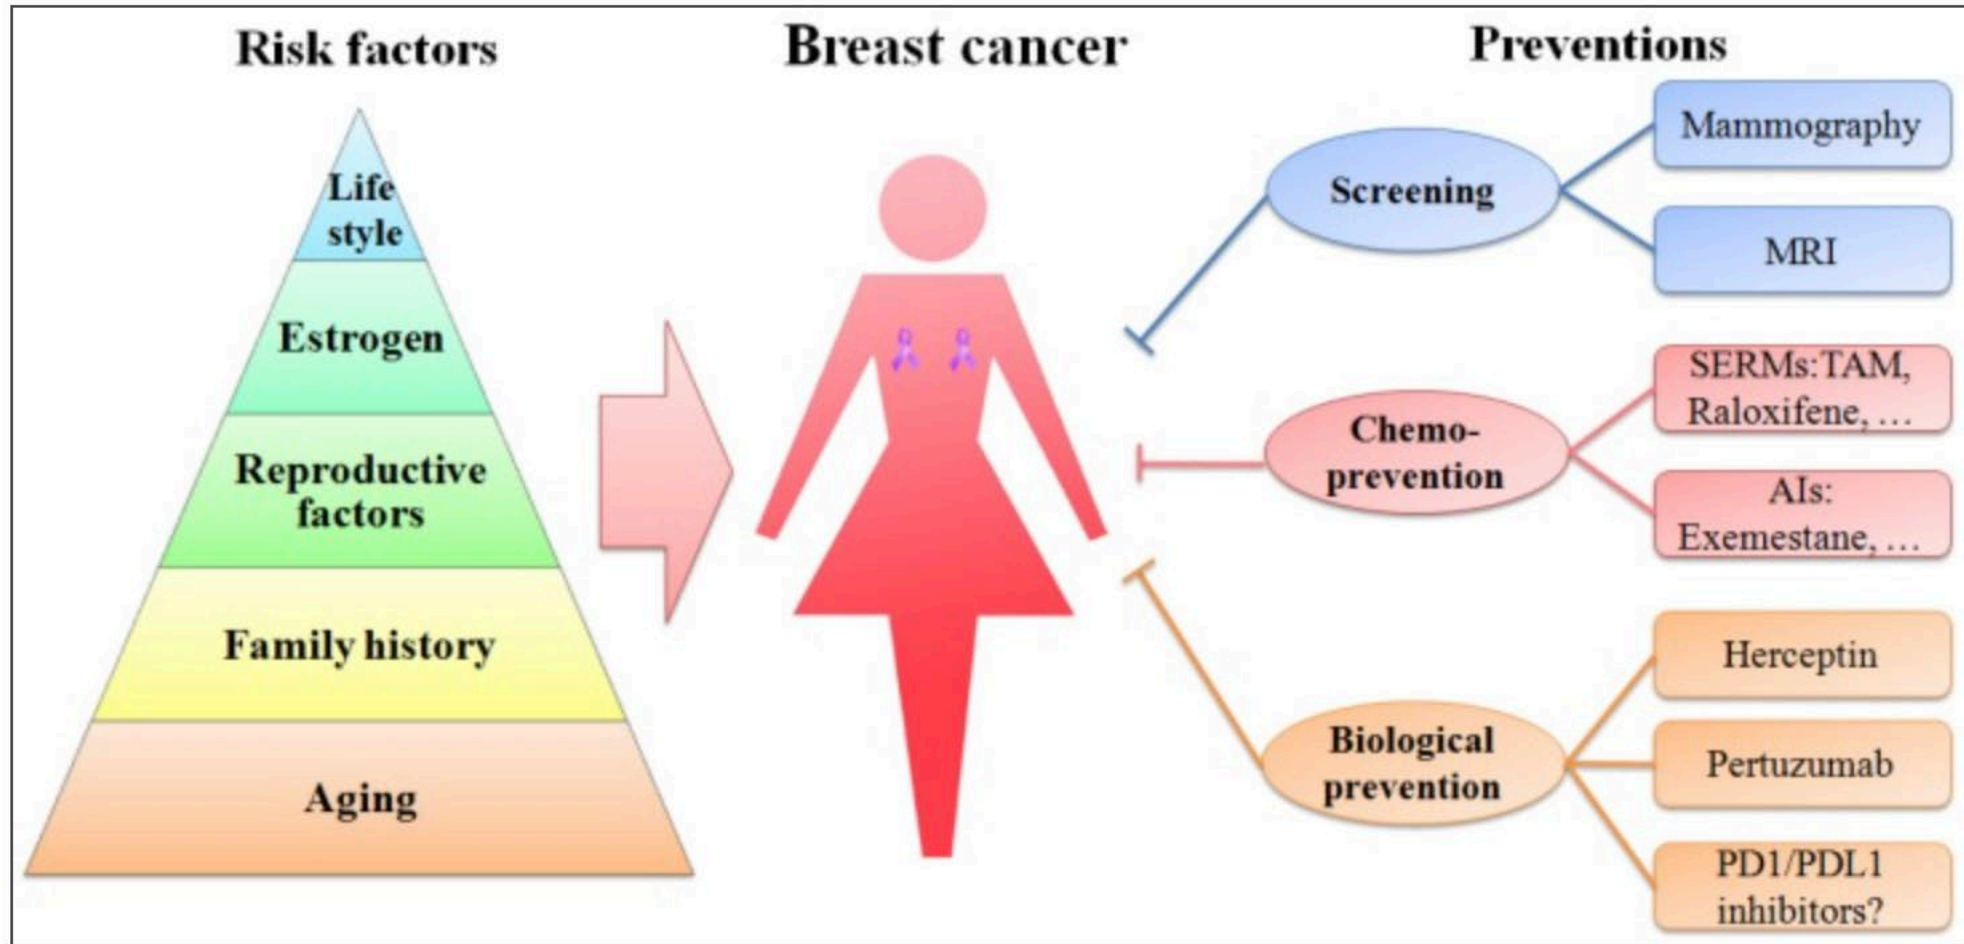 Risk factors
Breast cancer
Preventions
Life
style
Estrogen
Reproductive
factors
Family history
Aging
Screening
Mammography
MRI
Chemo-
prevention
SERMs:TAM,
Raloxifene, …
AIs:
Exemestane, …
Biological
prevention
Herceptin
Pertuzumab
PD1/PDL1
inhibitors?